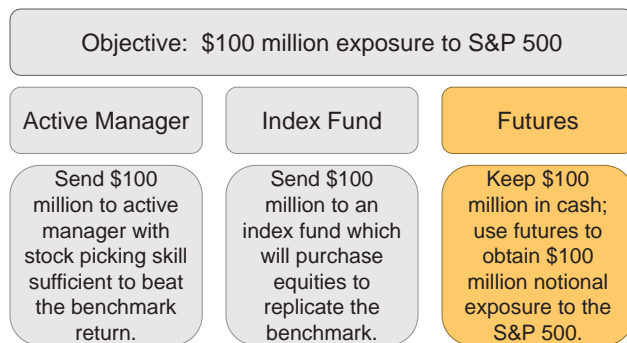 Objective:  $100 million exposure to S&P 500
Active Manager
Index Fund
Futures
Send $100
million to active
manager with
stock picking skill
sufficient to beat
the benchmark
return.
Send $100
million to an
index fund which
will purchase
equities to
replicate the
benchmark.
Keep $100
million in cash;
use futures to
obtain $100
million notional
exposure to the
S&P 500.